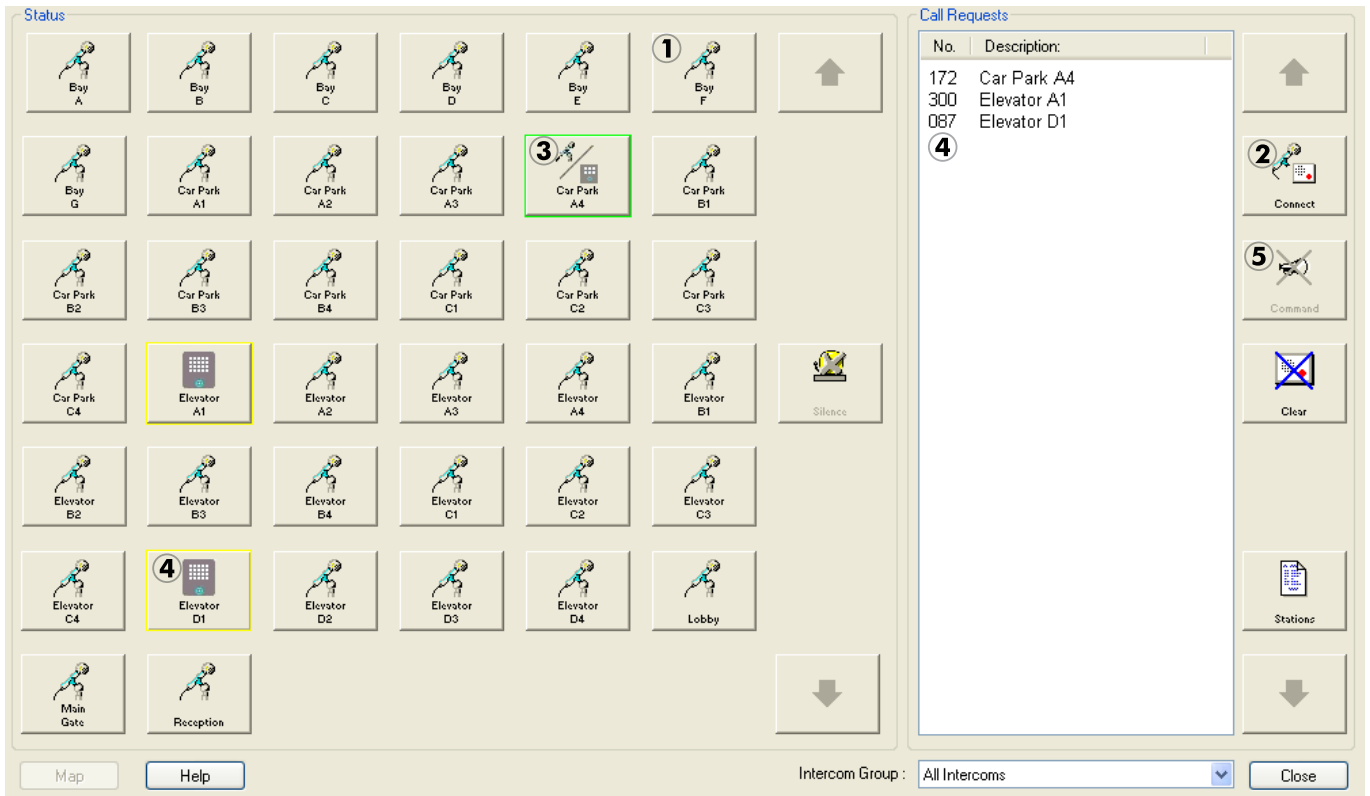 Status
Call Requests
Bay A
Bay B
Bay C
Bay D
Bay E
1
Bay F
No. Description:
172 Car Park A4
300 Elevator A1
087 Elevator D1
4
Bay G
Car Park A1
Car Park A2
Car Park A3
3
Car Park A4
Car Park B1
2
Connect
Car Park B2
Car Park B3
Car Park B4
Car Park C1
Car Park C2
Car Park C3
5
Command
Car Park C4
Elevator A1
Elevator A2
Elevator A3
Elevator A4
Elevator B1
Silence
Clear
Elevator B2
Elevator B3
Elevator B4
Elevator C1
Elevator C2
Elevator C3
Elevator C4
4
Elevator D1
Elevator D2
Elevator D3
Elevator D4
Lobby
Stations
Main Gate
Reception
Map
Help
Intercom Group : All Intercoms
Close